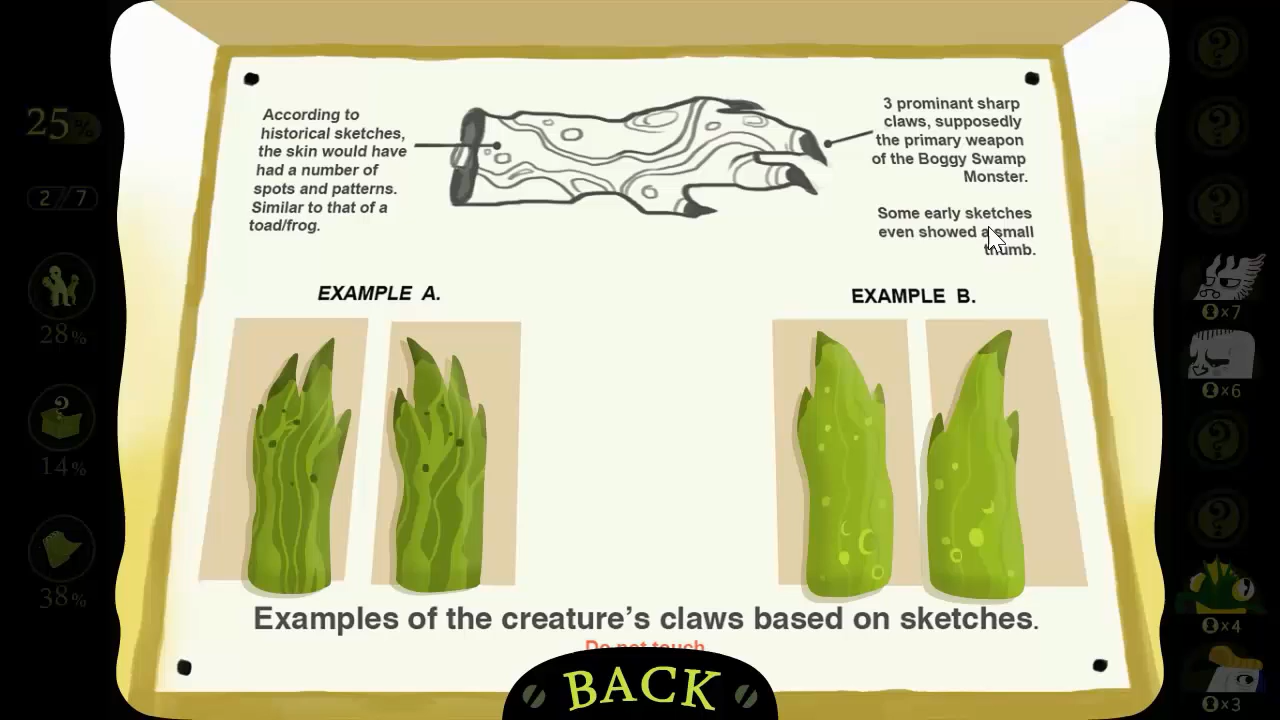 According to
historical sketches,
the skin would have
had a number of
spots and patterns.
Similar to that of a
toad/frog.
3 prominant sharp
claws, supposedly
the primary weapon
of the Boggy Swamp
Monster.
Some early sketches
even showed a small
thumb.
EXAMPLE A.
EXAMPLE B.
Examples of the creature’s claws based on sketches.
Do not touch
BACK
25%
2/7
28%
14%
38%
?
?
?
?
x7
x6
?
?
x4
x3